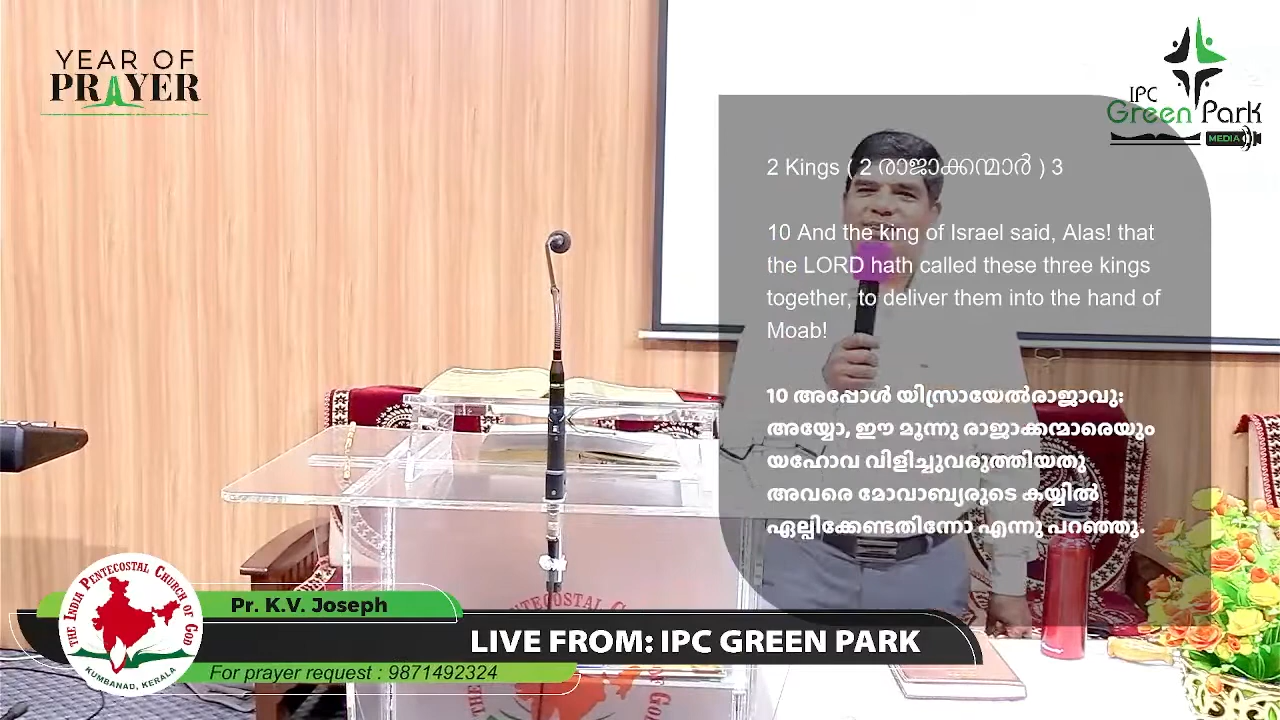 YEAR OF
PRAYER
IPC
Green Park
MEDIA
2 Kings ( 2 രാജാക്കന്മാർ ) 3
10 And the king of Israel said, Alas! that
the LORD hath called these three kings
together, to deliver them into the hand of
Moab!
10 അപ്പോൾ യിസ്രായേൽരാജാവു:
അയ്യോ, ഈ മൂന്നു രാജാക്കന്മാരെയും
യഹോവ വിളിച്ചുവരുത്തിയതു
അവരെ മോവാബ്യരുടെ കയ്യിൽ
ഏല്പിക്കേണ്ടതിന്നോ എന്നു പറഞ്ഞു.
THE INDIA PENTECOSTAL CHURCH OF GOD
KUMBANAD, KERALA
Pr. K.V. Joseph
LIVE FROM: IPC GREEN PARK
For prayer request : 9871492324